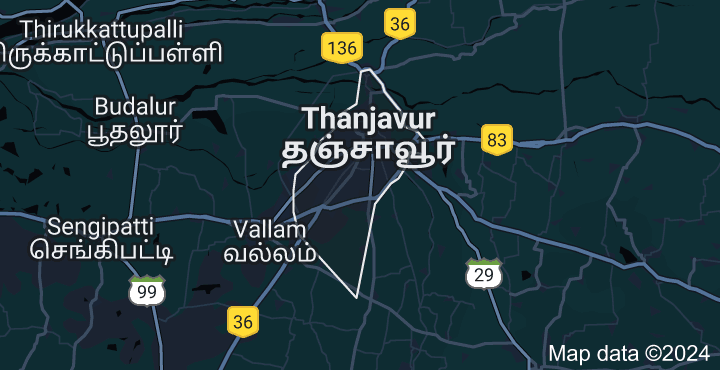 36
Thirukkattupalli
136
ருக்காட்டுப்பள்ளி
Budalur
பூதலூர்
Thanjavur
தஞ்சாவூர்
83
Sengipatti
செங்கிபட்டி
Vallam
வல்லம்
29
99
36
Map data ©2024